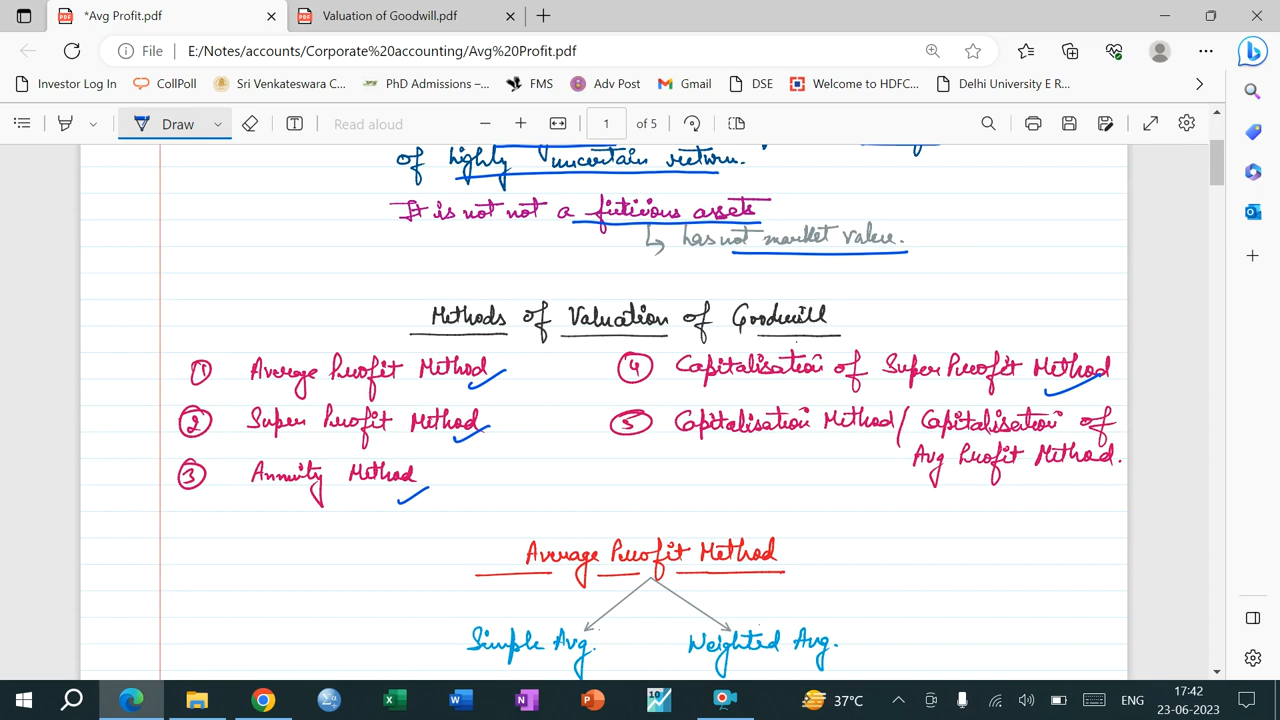 *Avg Profit.pdf
Valuation of Goodwill.pdf
File
E:/Notes/accounts/Corporate%20accounting/Avg%20Profit.pdf
Investor Log In
CollPoll
Sri Venkateswara C...
PhD Admissions –...
FMS
Adv Post
Gmail
DSE
Welcome to HDFC...
Delhi University E R...
Draw
Read aloud
1 of 5
of highly uncertain return.
It is not not a fictitious assets
has not market value.
Methods of Valuation of Goodwill
① Average Profit Method
④ Capitalisation of Super Profit Method
② Super Profit Method
⑤ Capitalisation Method/ Capitalisation of
Avg Profit Method.
③ Annuity Method
Average Profit Method
Simple Avg.
Weighted Avg.
37°C
ENG
17:42
23-06-2023